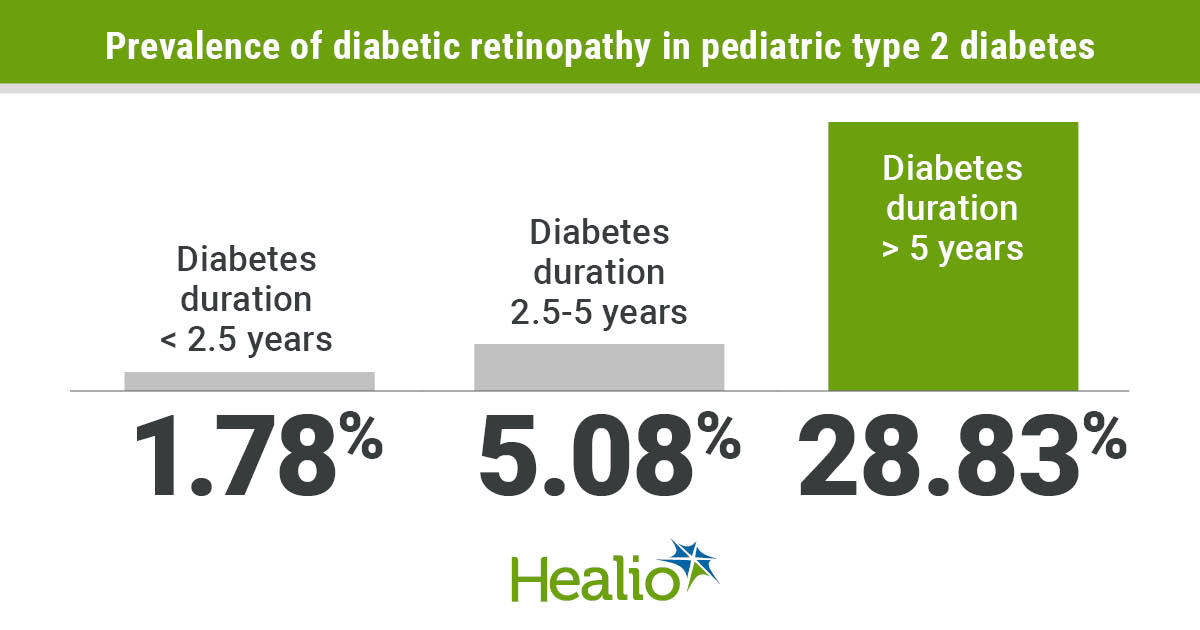 Prevalence of diabetic retinopathy in pediatric type 2 diabetes
Diabetes
duration
< 2.5 years
1.78%
Diabetes
duration
2.5-5 years
5.08%
Diabetes
duration
> 5 years
28.83%
Healio